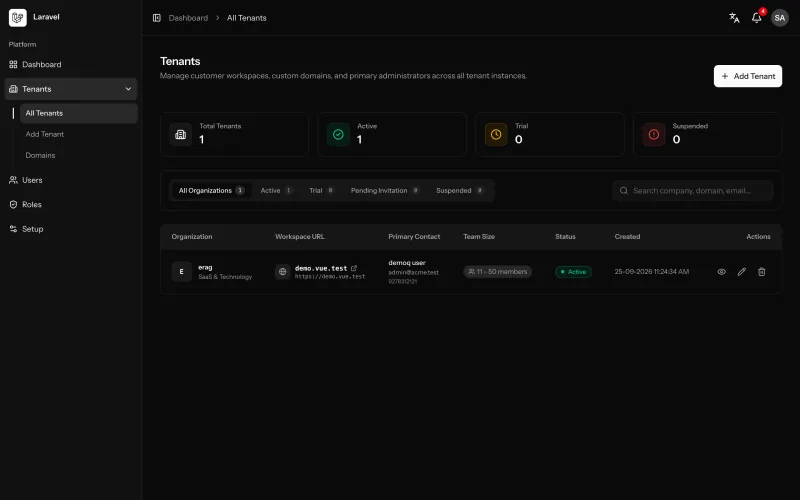 Laravel
Dashboard > All Tenants
4
SA
Platform
Dashboard
Tenants
All Tenants
Add Tenant
Domains
Users
Roles
Setup
Tenants
Manage customer workspaces, custom domains, and primary administrators across all tenant instances.
+ Add Tenant
Total Tenants
1
Active
1
Trial
0
Suspended
0
All Organizations 1
Active 1
Trial 0
Pending Invitation 0
Suspended 0
Search company, domain, email...
Organization Workspace URL Primary Contact Team Size Status Created Actions
E
erag
SaaS & Technology
demo.vue.test
https://demo.vue.test
demoq user
admin@acme.test
9278312121
11 - 50 members
Active
25-09-2026 11:24:34 AM